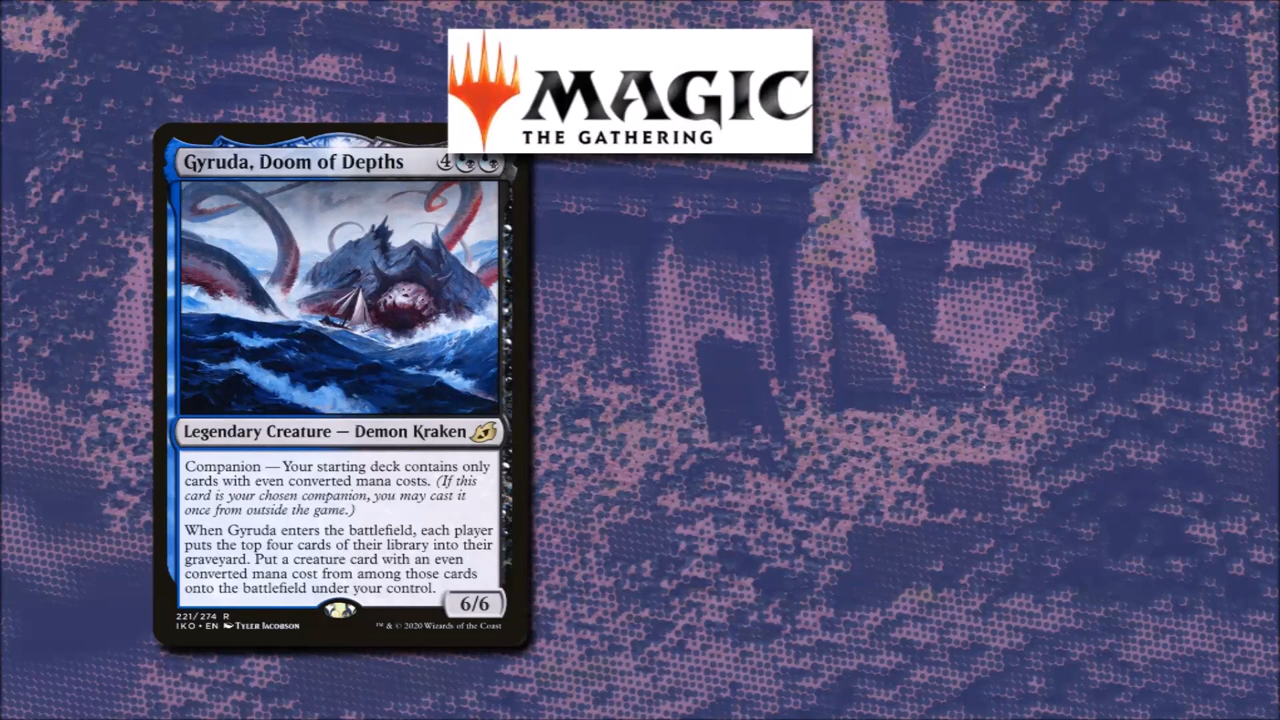 MAGIC
THE GATHERING
Gyruda, Doom of Depths 4
Legendary Creature — Demon Kraken
Companion — Your starting deck contains only
cards with even converted mana costs. (If this
card is your chosen companion, you may cast it
once from outside the game.)
When Gyruda enters the battlefield, each player
puts the top four cards of their library into their
graveyard. Put a creature card with an even
converted mana cost from among those cards
onto the battlefield under your control.
6/6
221/274 R
IKO • EN Tyler Jacobson
™ & © 2020 Wizards of the Coast